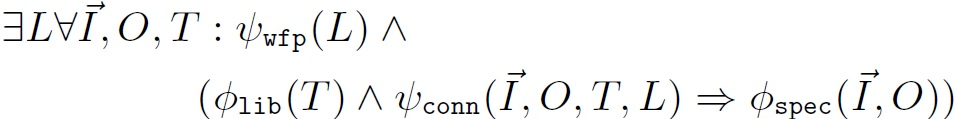 ∃L∀I⃗, O, T : ψ_wfp(L) ∧
(ϕ_lib(T) ∧ ψ_conn(I⃗, O, T, L) ⇒ ϕ_spec(I⃗, O))